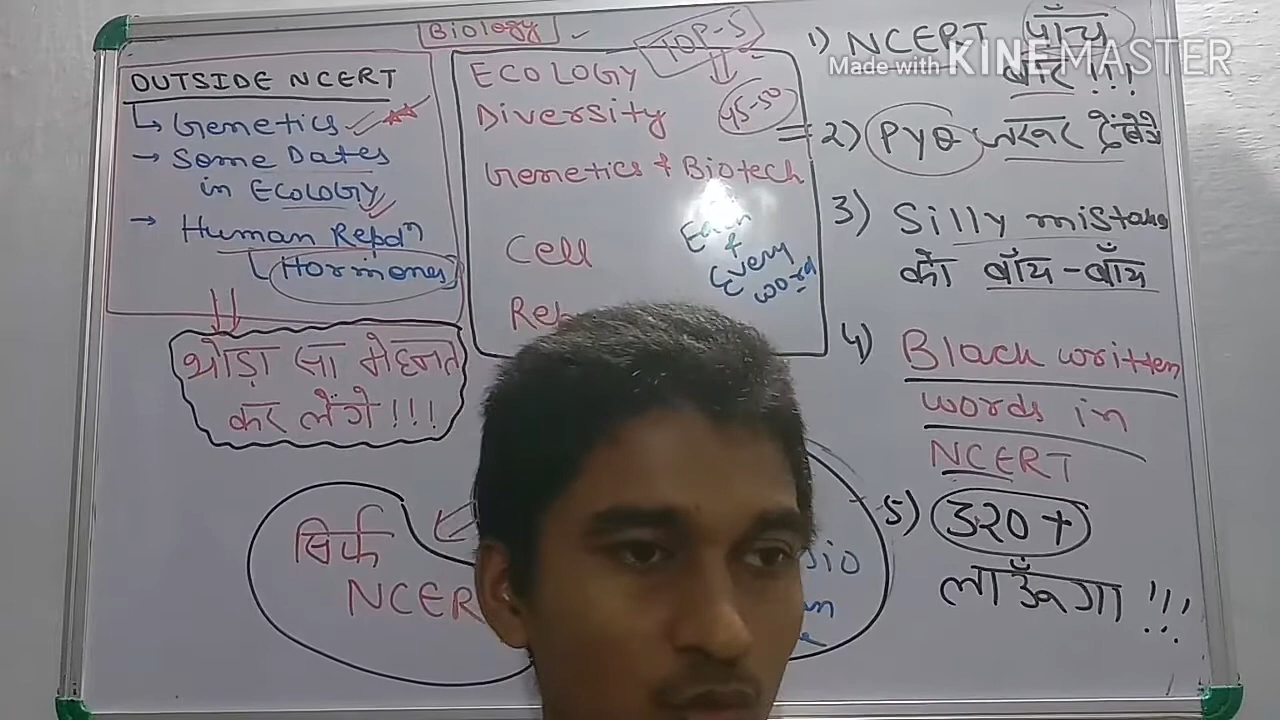 Biology
OUTSIDE NCERT
Genetics
→ Some Dates
in ECOLOGY
→ Human Repdⁿ
Hormones
थोड़ा सा मेहनत
कर लेंगे !!!
TOP-5
ECOLOGY
Diversity
45-50
Genetics & Biotech
Cell
Each
&
Every
word
सिर्फ
NCER
1) NCERT पाँच
बार !!!
2) PYQ जरूर देखेंगे
3) Silly mistake
को बाँय-बाँय
4) Black written
words in
NCERT
5) 320+
लाऊँगा !!!
Made with KINEMASTER